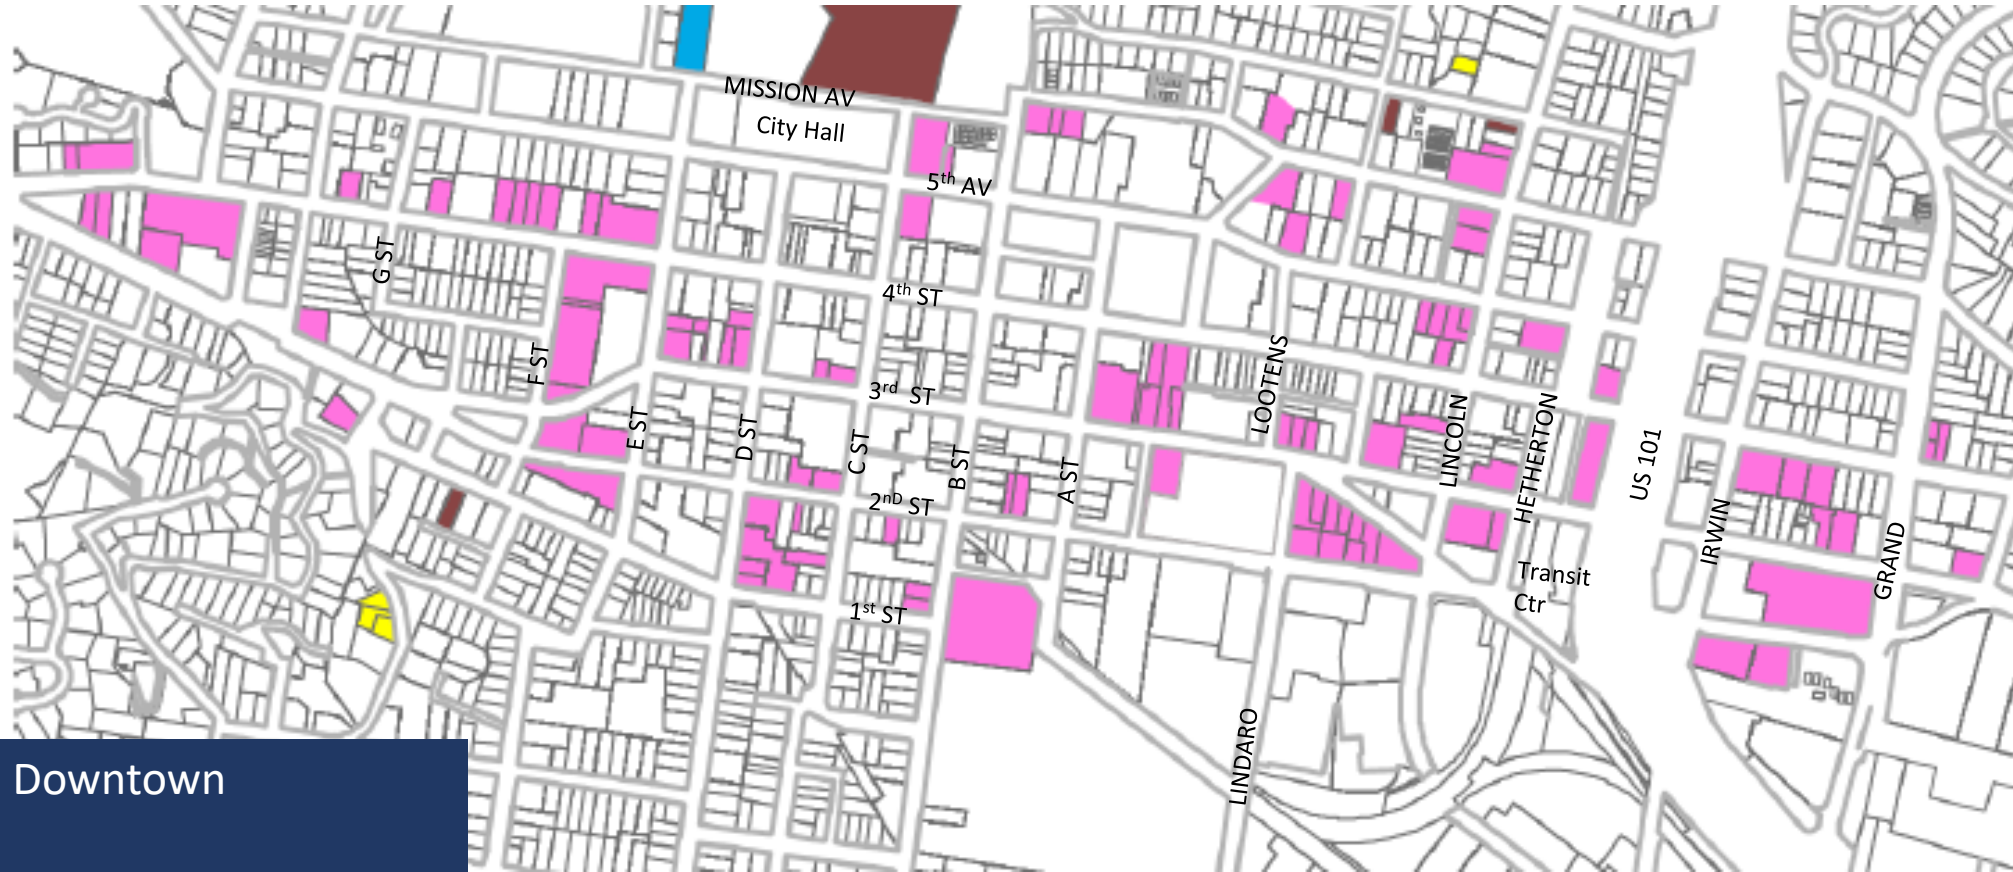 MISSION AV
City Hall
5th AV
G ST
4th ST
F ST
3rd ST
LOOTENS
E ST
D ST
C ST
B ST
A ST
LINCOLN
HETHERTON
US 101
2nD ST
IRVIN
GRAND
Transit
Ctr
1st ST
LINDARO
Downtown